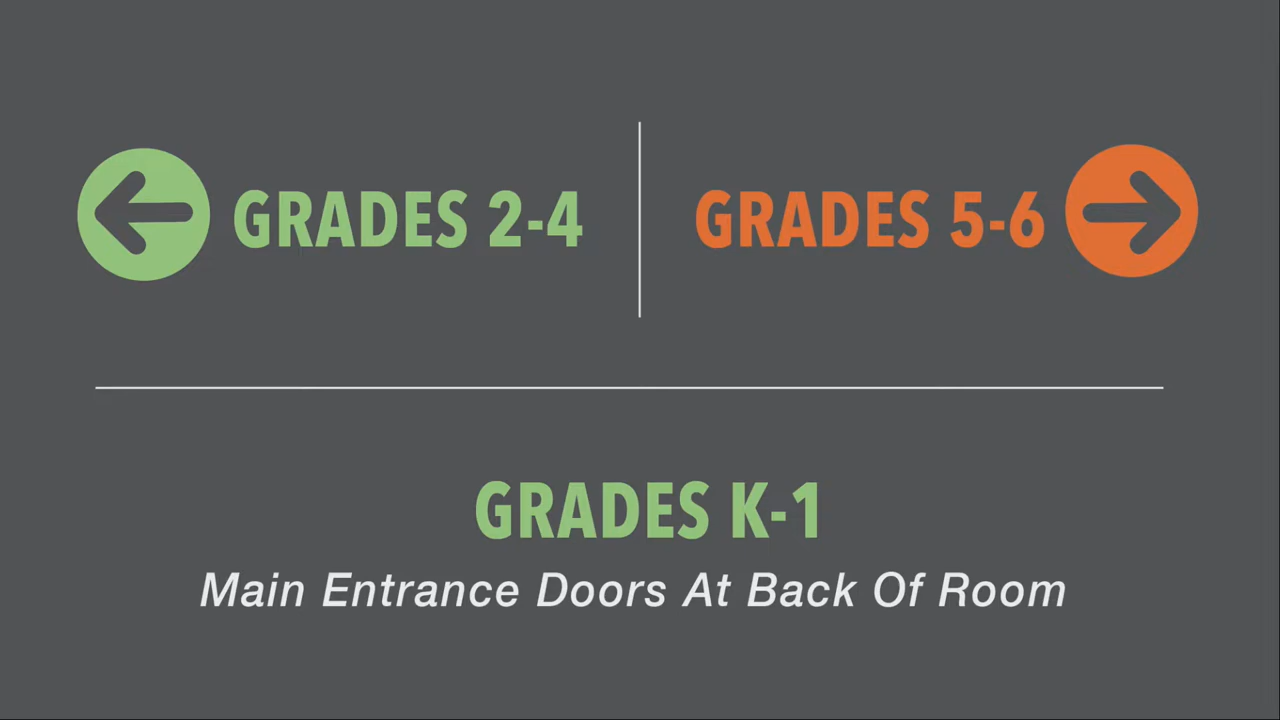 GRADES 2-4
GRADES 5-6
GRADES K-1
Main Entrance Doors At Back Of Room